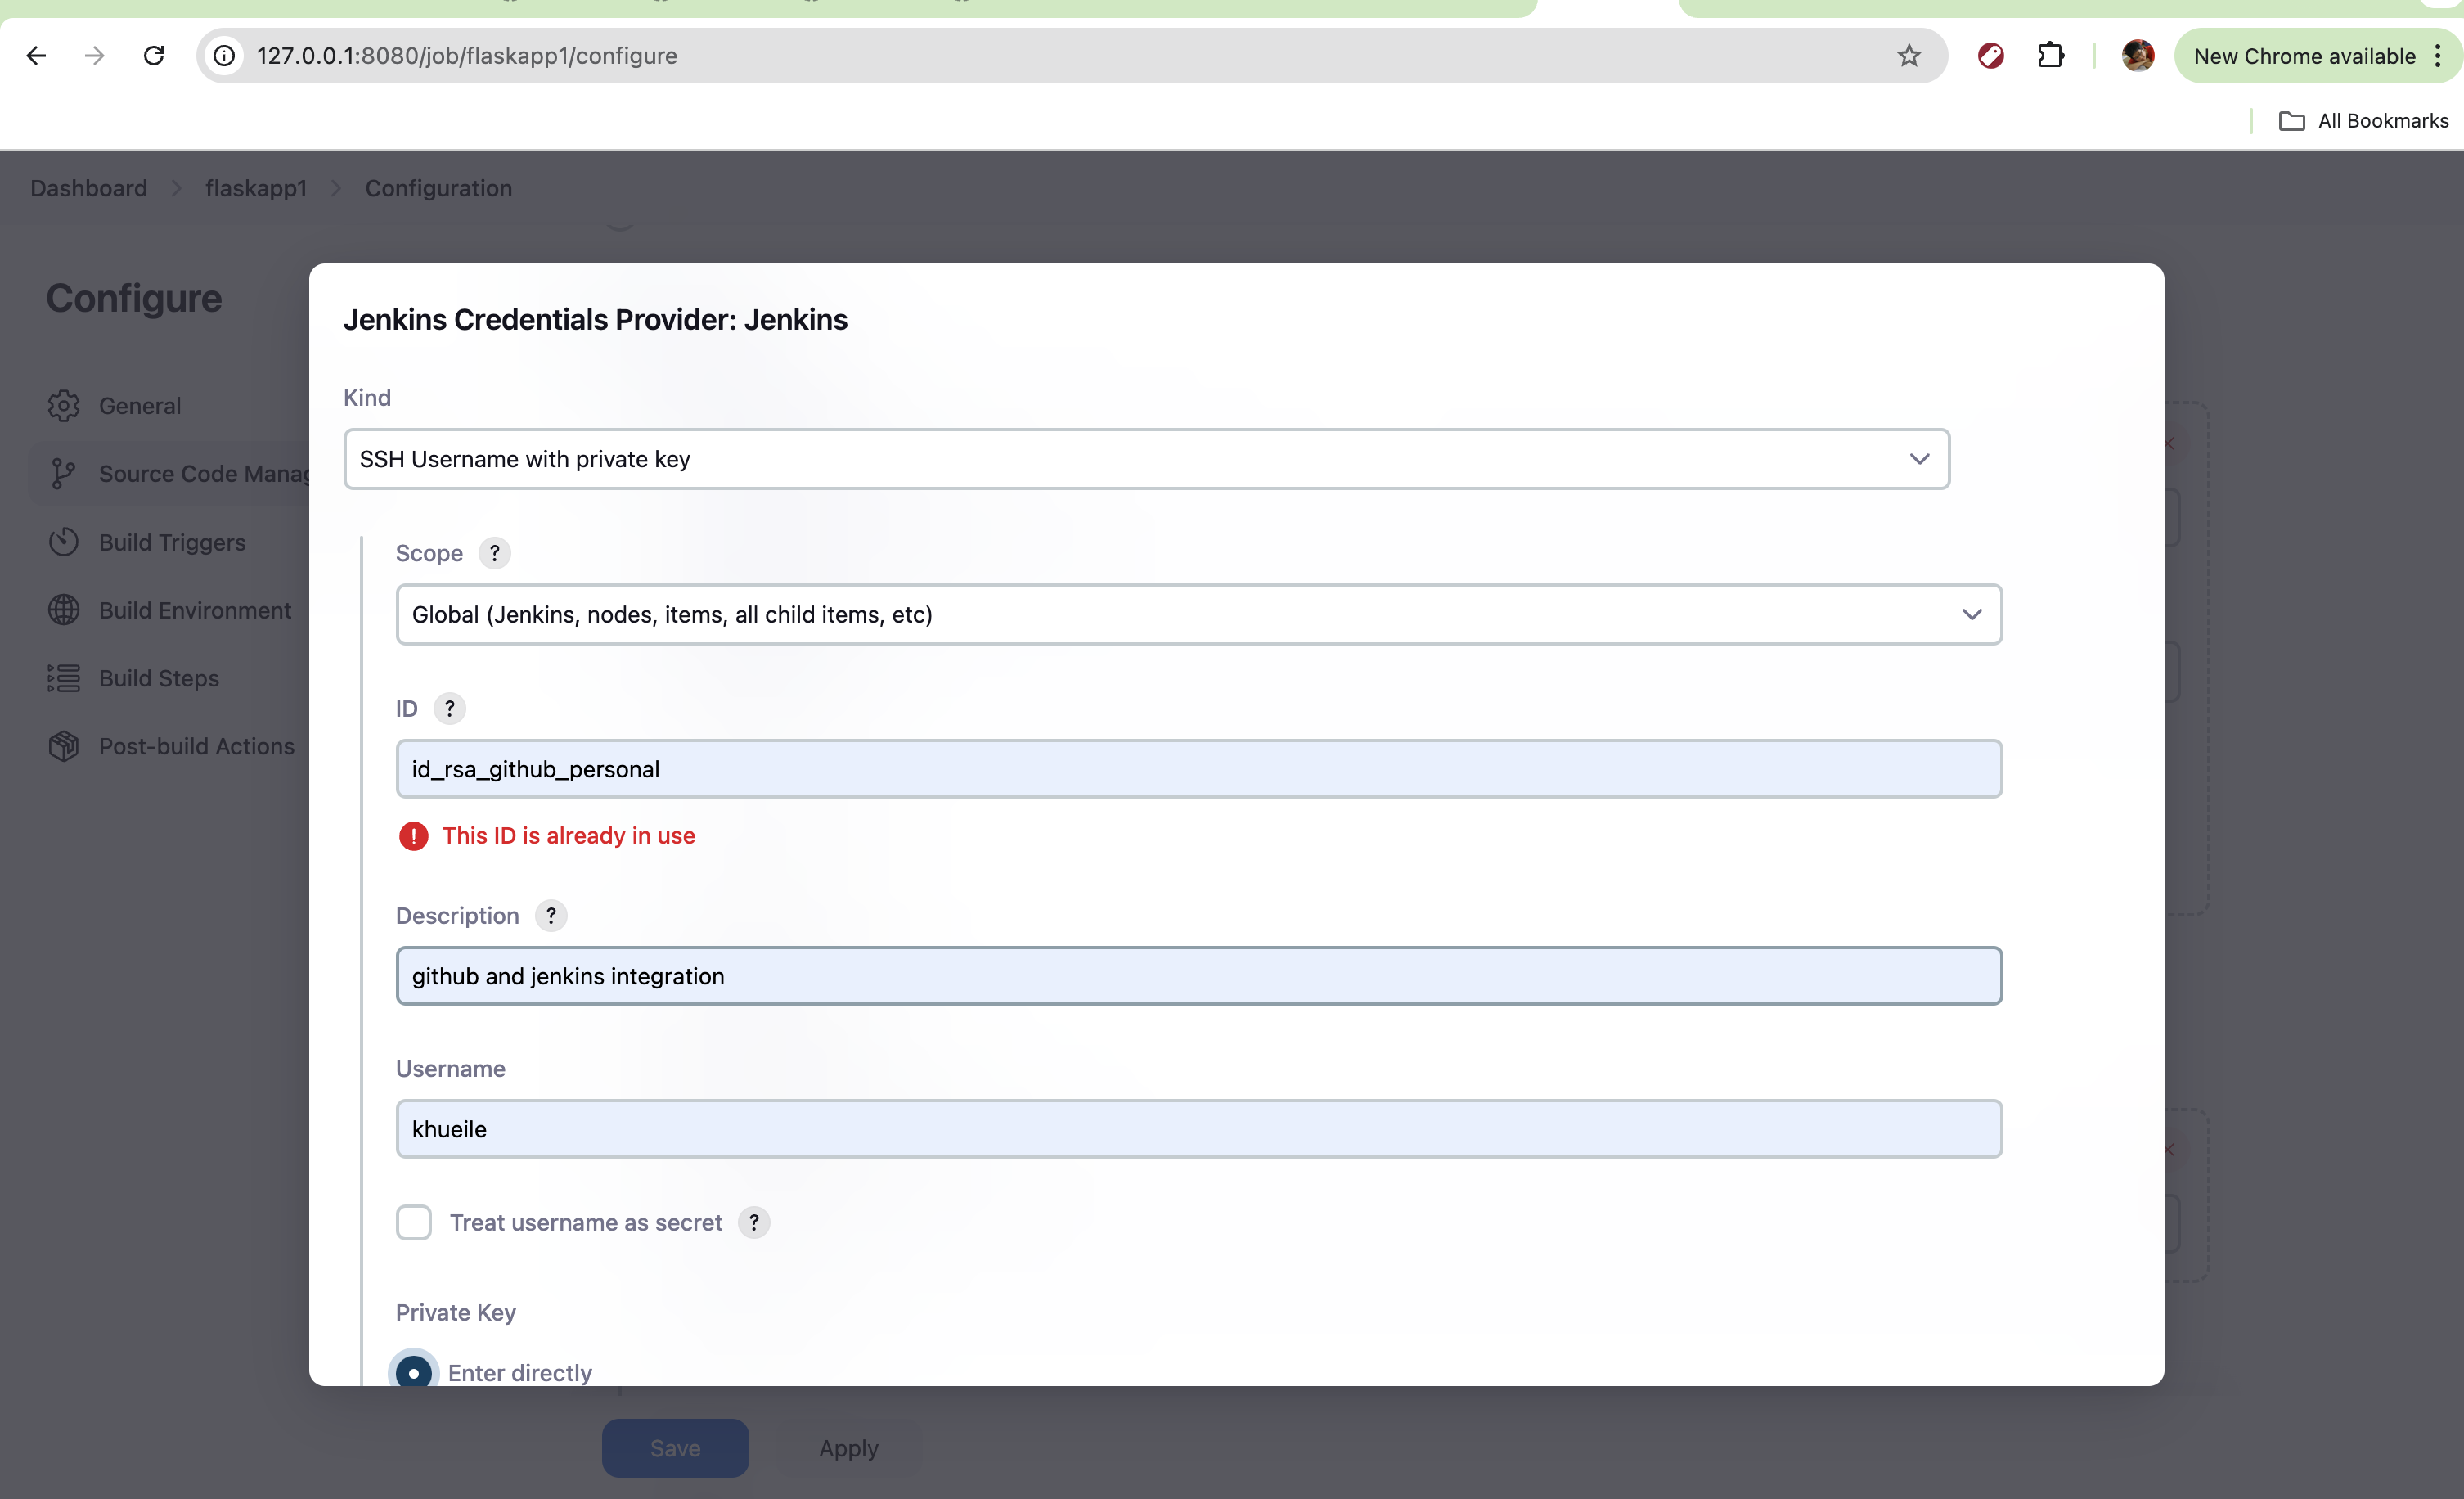 127.0.0.1:8080/job/flaskapp1/configure
New Chrome available
All Bookmarks
Dashboard
flaskapp1
Configuration
Configure
General
Source Code Manag
Build Triggers
Build Environment
Build Steps
Post-build Actions
Jenkins Credentials Provider: Jenkins
Kind
SSH Username with private key
Scope ?
Global (Jenkins, nodes, items, all child items, etc)
ID ?
id_rsa_github_personal
! This ID is already in use
Description ?
github and jenkins integration
Username
khueile
Treat username as secret ?
Private Key
Enter directly
Save
Apply